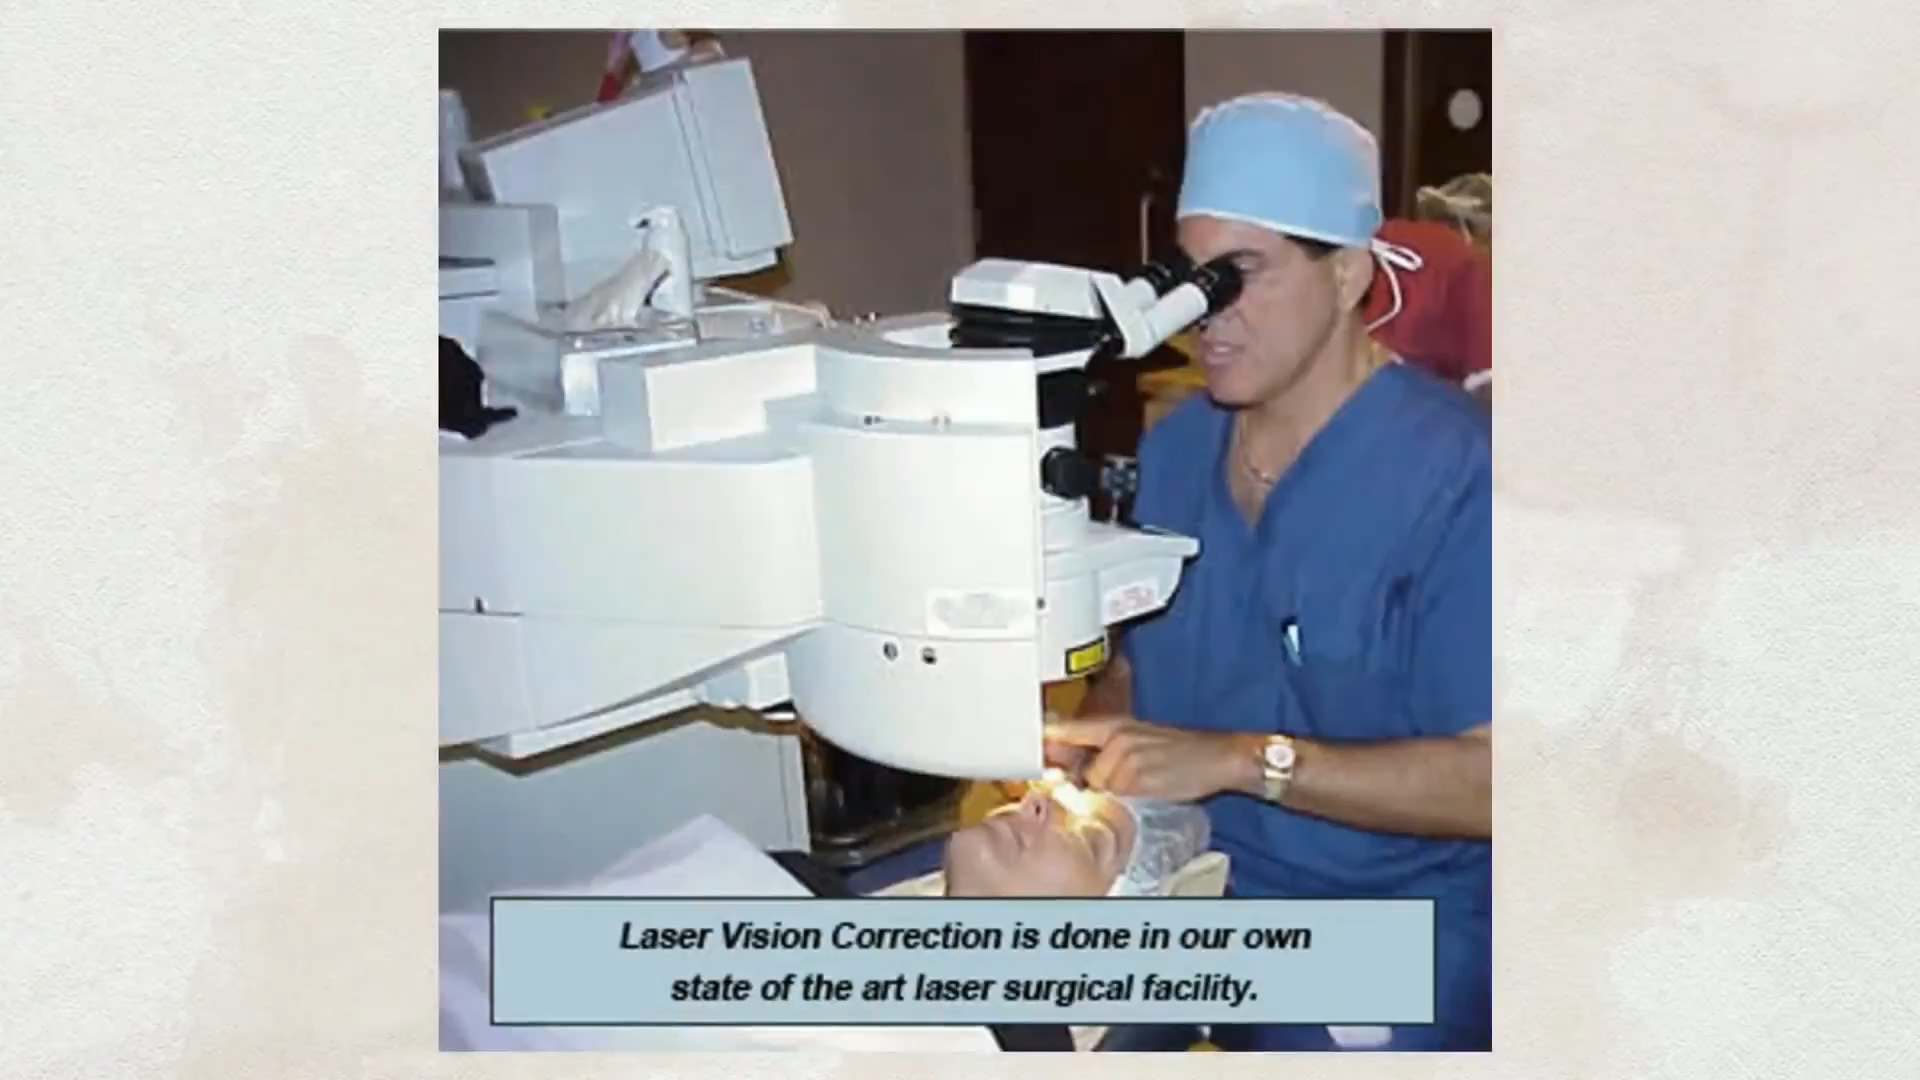 Laser Vision Correction is done in our own
state of the art laser surgical facility.